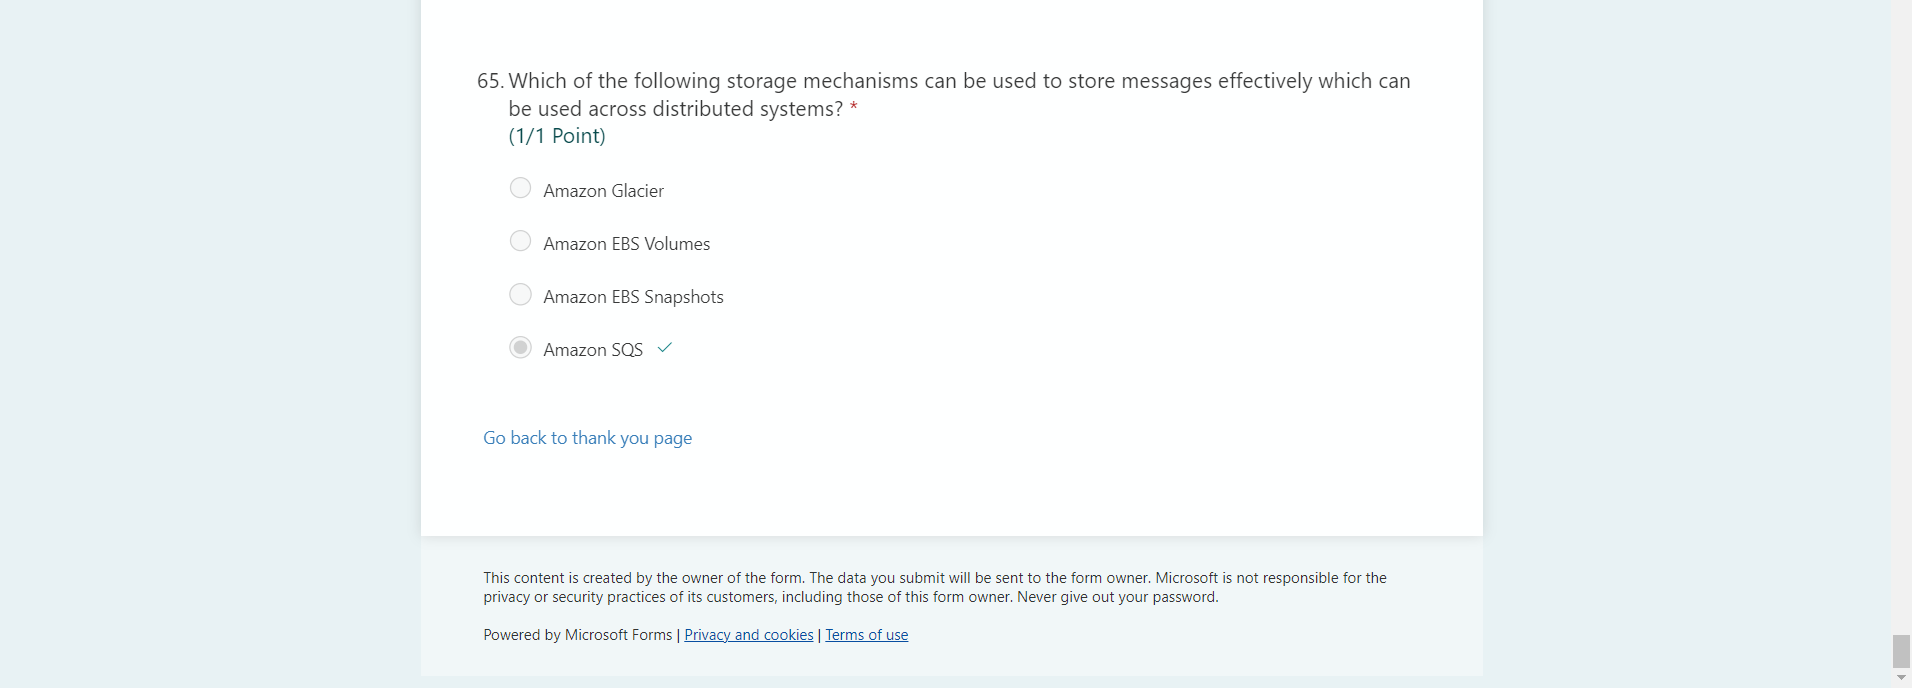 65. Which of the following storage mechanisms can be used to store messages effectively which can
be used across distributed systems? *
(1/1 Point)
Amazon Glacier
Amazon EBS Volumes
Amazon EBS Snapshots
Amazon SQS
Go back to thank you page
This content is created by the owner of the form. The data you submit will be sent to the form owner. Microsoft is not responsible for the
privacy or security practices of its customers, including those of this form owner. Never give out your password.
Powered by Microsoft Forms | Privacy and cookies | Terms of use